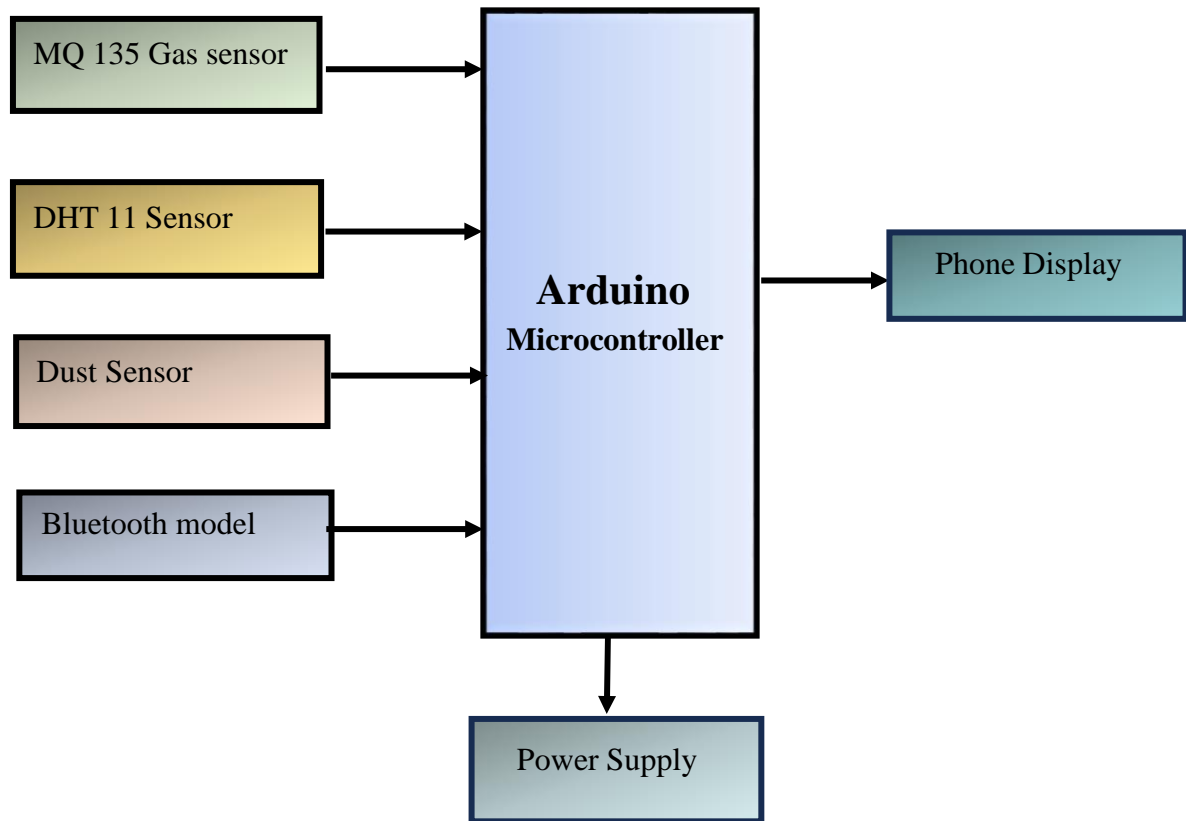 MQ 135 Gas sensor
DHT 11 Sensor
Dust Sensor
Bluetooth model
Arduino
Microcontroller
Phone Display
Power Supply